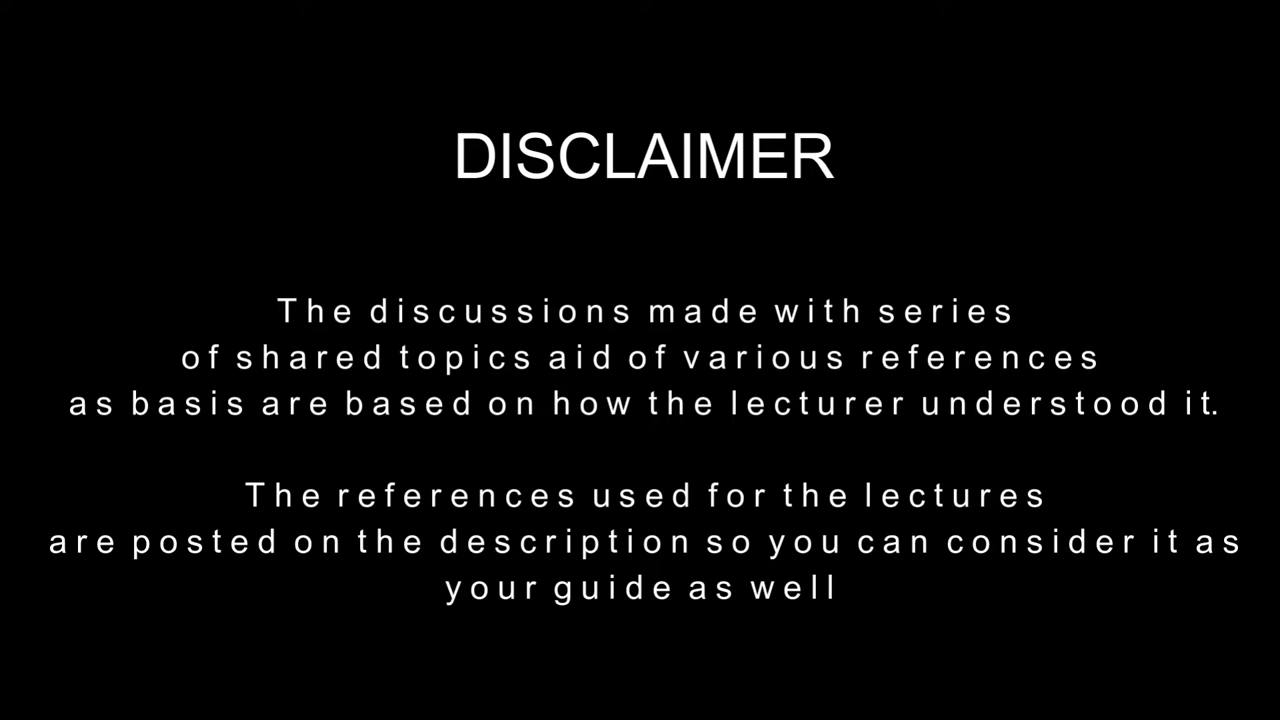 DISCLAIMER
The discussions made with series
of shared topics aid of various references
as basis are based on how the lecturer understood it.
The references used for the lectures
are posted on the description so you can consider it as
your guide as well